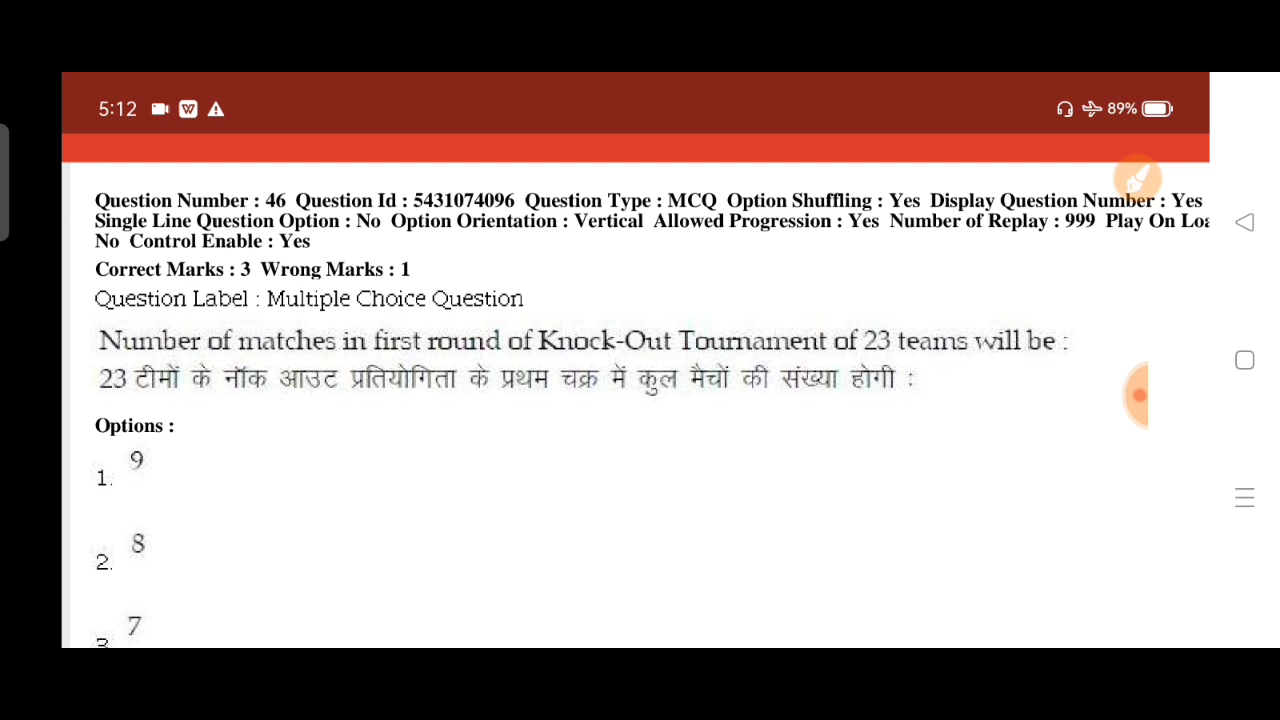 5:12
89%
Question Number : 46 Question Id : 5431074096 Question Type : MCQ Option Shuffling : Yes Display Question Number : Yes
Single Line Question Option : No Option Orientation : Vertical Allowed Progression : Yes Number of Replay : 999 Play On
No Control Enable : Yes
Correct Marks : 3 Wrong Marks : 1
Question Label : Multiple Choice Question
Number of matches in first round of Knock-Out Tournament of 23 teams will be :
23 टीमों के नॉक आउट प्रतियोगिता के प्रथम चक्र में कुल मैचों की संख्या होगी :
Options :
1. 9
2. 8
3. 7